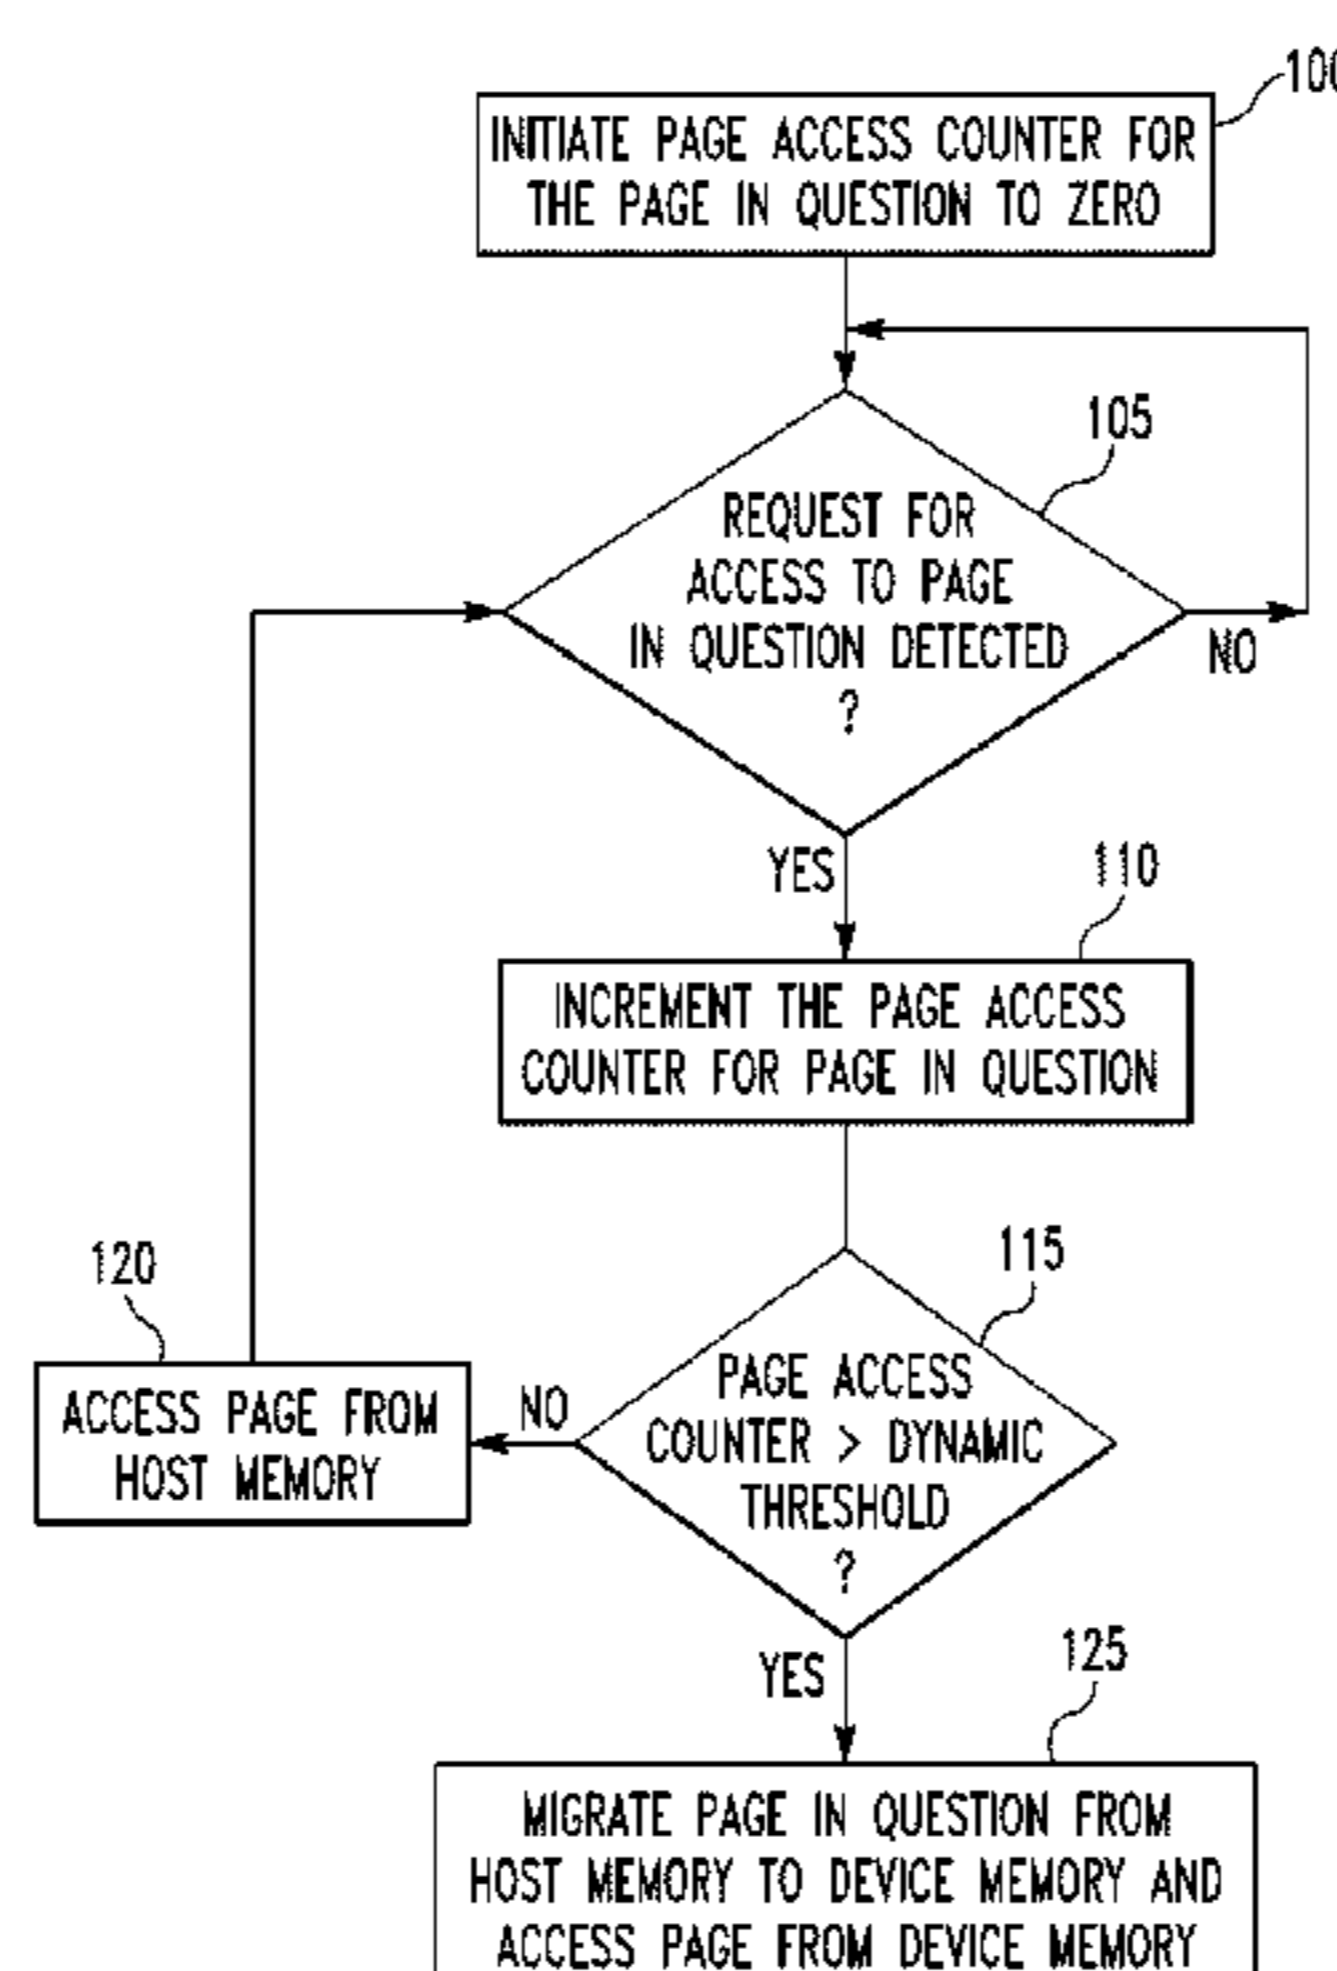 100
INITIATE PAGE ACCESS COUNTER FOR
THE PAGE IN QUESTION TO ZERO
105
REQUEST FOR
ACCESS TO PAGE
IN QUESTION DETECTED
?
NO
YES
110
INCREMENT THE PAGE ACCESS
COUNTER FOR PAGE IN QUESTION
115
120
PAGE ACCESS
COUNTER > DYNAMIC
THRESHOLD
?
NO
ACCESS PAGE FROM
HOST MEMORY
YES
125
MIGRATE PAGE IN QUESTION FROM
HOST MEMORY TO DEVICE MEMORY AND
ACCESS PAGE FROM DEVICE MEMORY